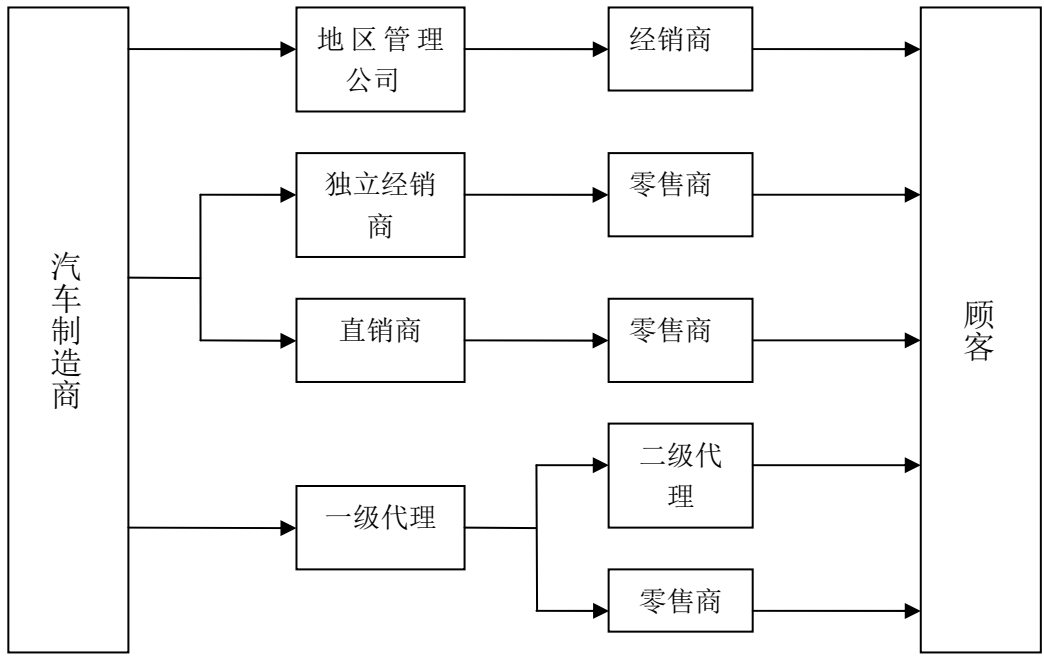 汽车制造商
地区管理
公司
经销商
独立经销
商
零售商
直销商
零售商
一级代理
二级代
理
零售商
顾客